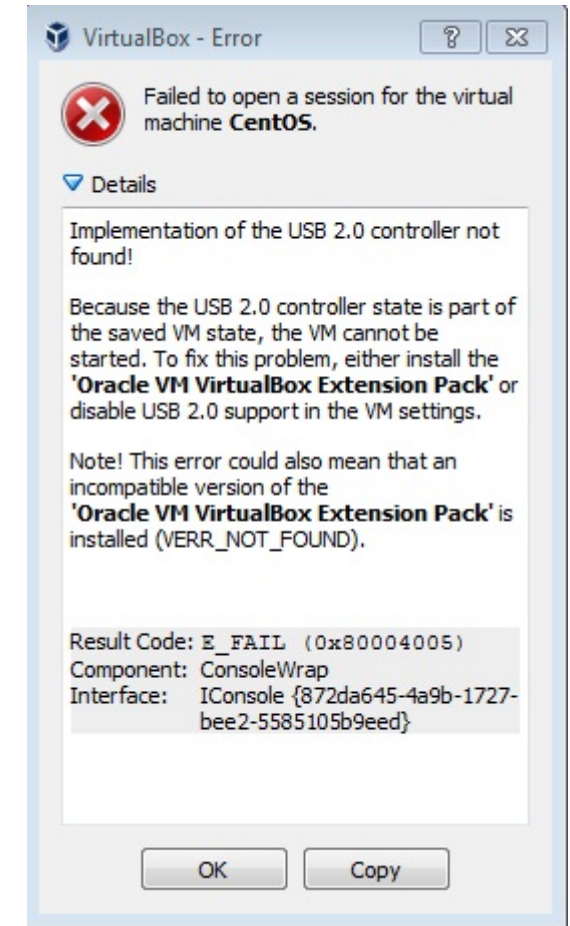 VirtualBox - Error
Failed to open a session for the virtual
machine CentOS.
Details
Implementation of the USB 2.0 controller not
found!
Because the USB 2.0 controller state is part of
the saved VM state, the VM cannot be
started. To fix this problem, either install the
'Oracle VM VirtualBox Extension Pack' or
disable USB 2.0 support in the VM settings.
Note! This error could also mean that an
incompatible version of the
'Oracle VM VirtualBox Extension Pack' is
installed (VERR_NOT_FOUND).
Result Code: E_FAIL (0x80004005)
Component: ConsoleWrap
Interface: IConsole {872da645-4a9b-1727-
bee2-5585105b9eed}
OK Copy